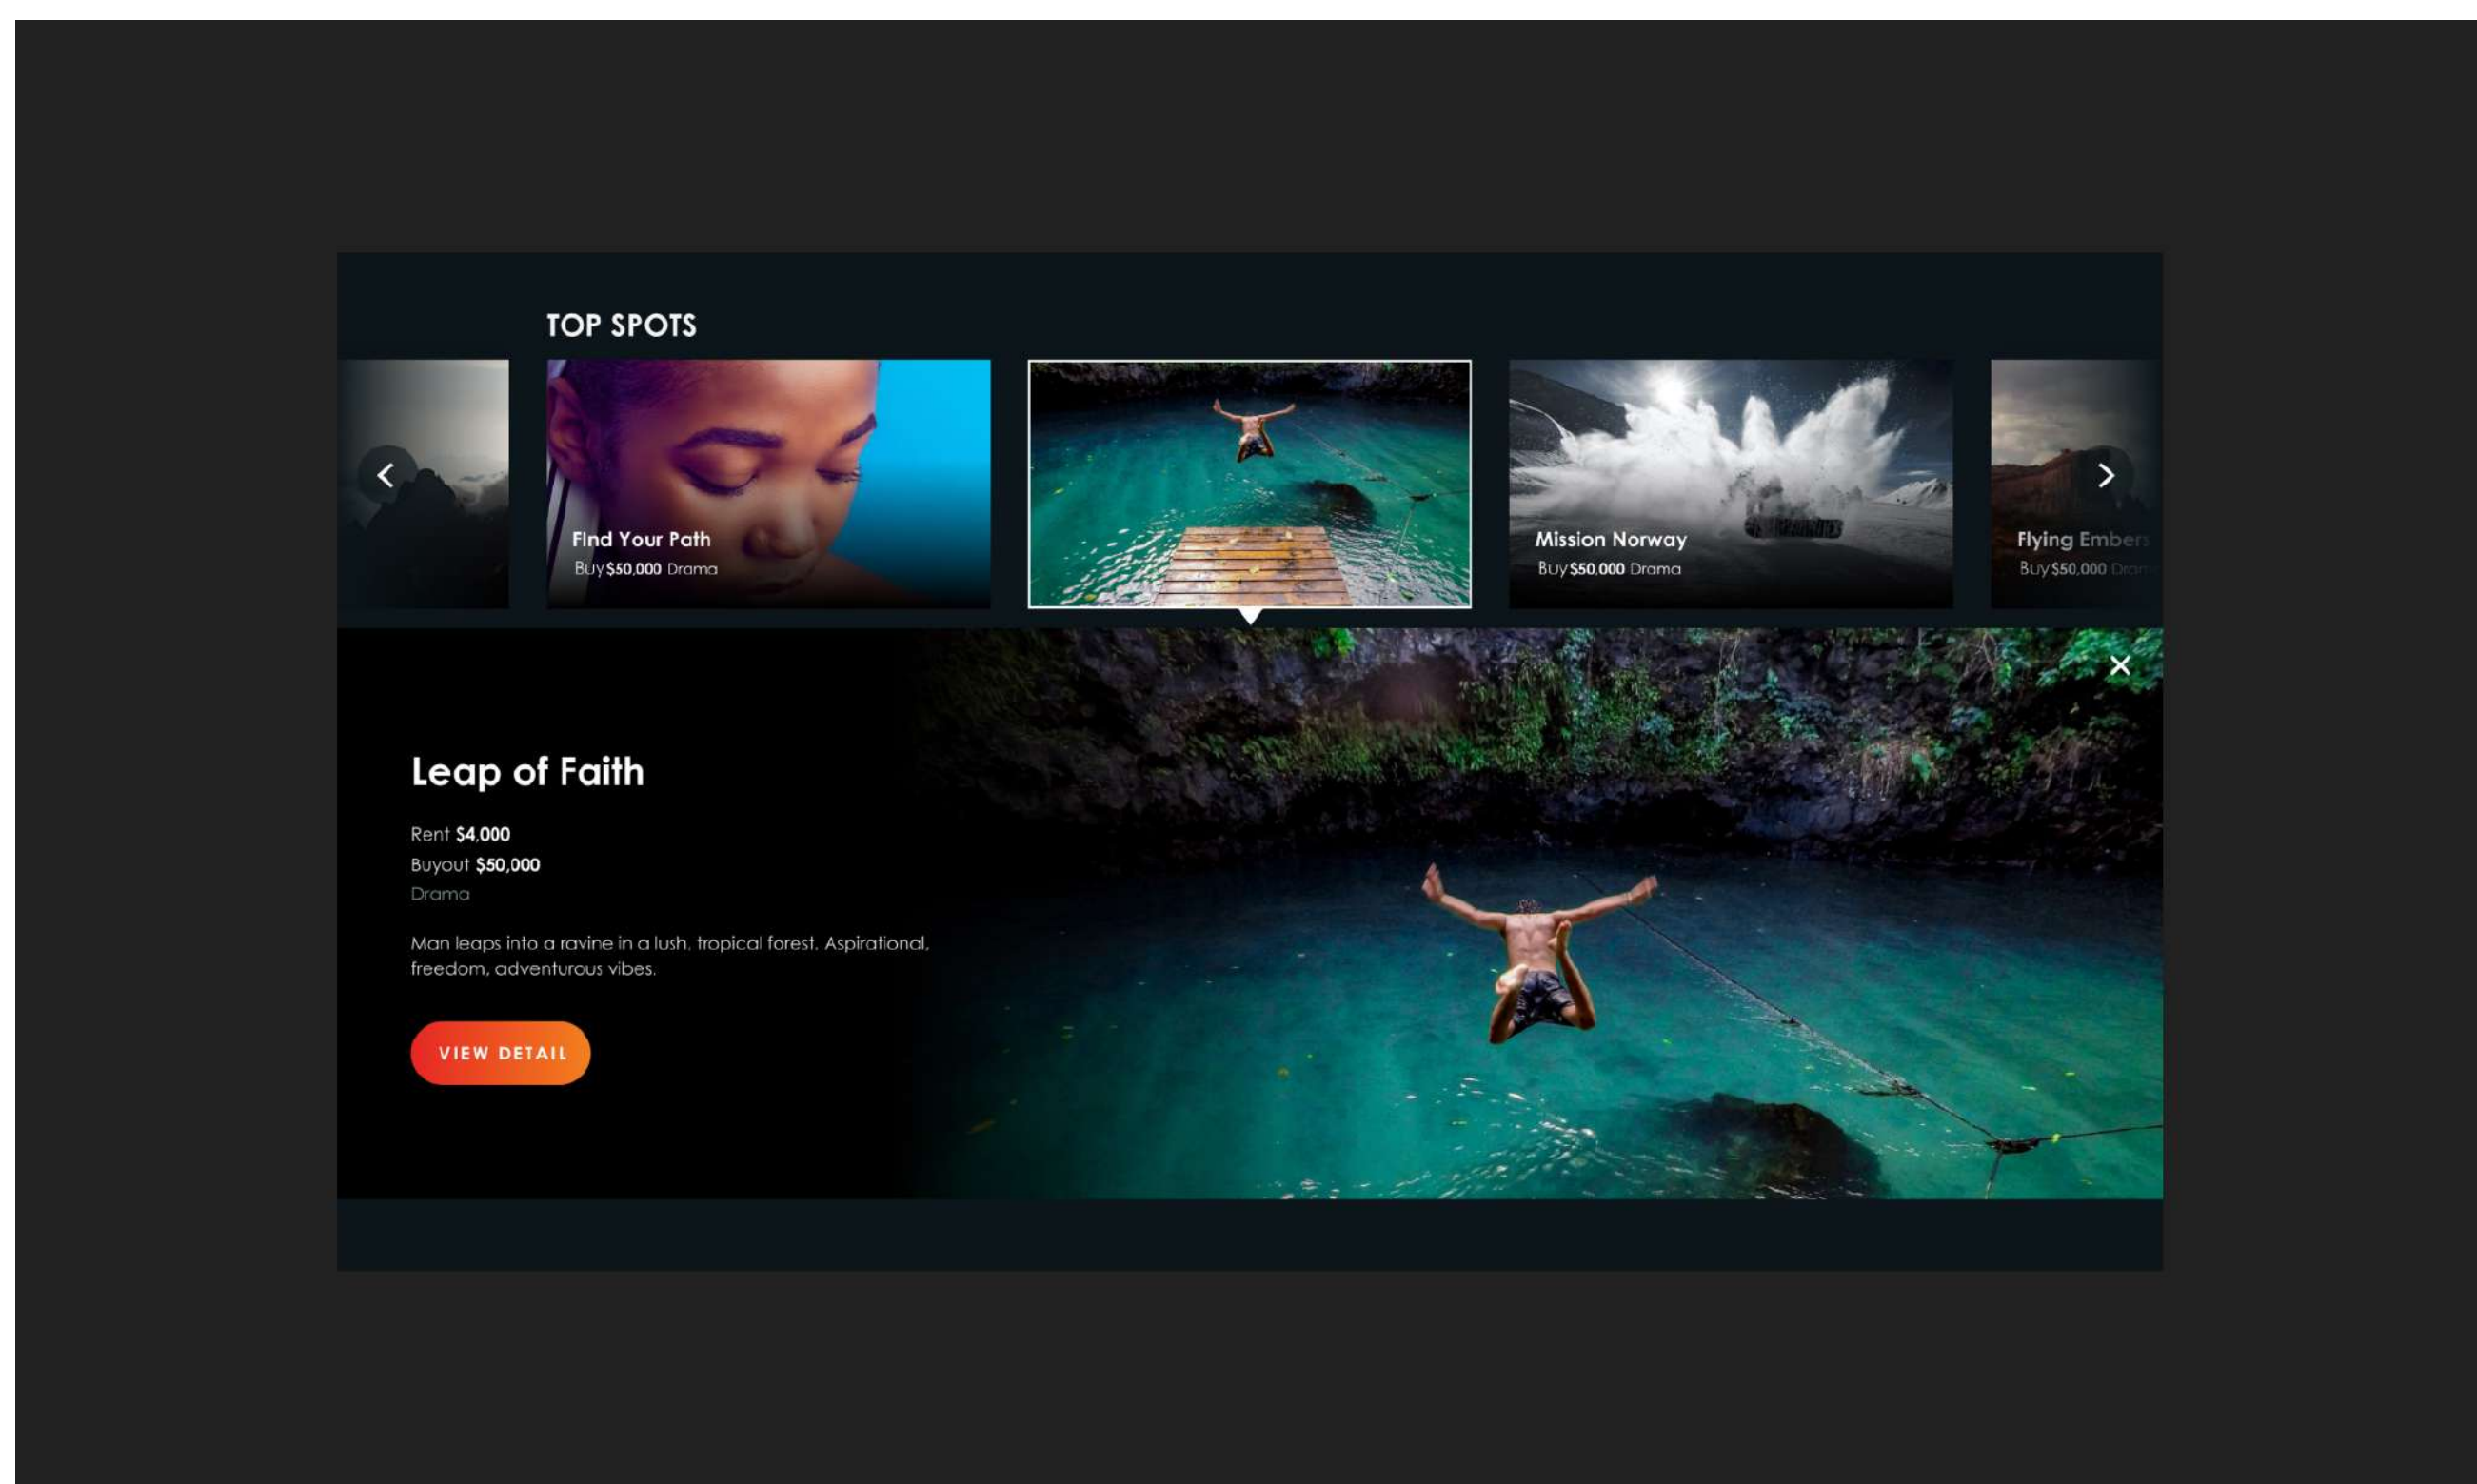 TOP SPOTS
FInd Your Path
Buy $50,000 Drama
Mission Norway
Buy $50,000 Drama
Flying Embers
Buy $50,000 Drama
Leap of Faith
Rent $4,000
Buyout $50,000
Drama
Man leaps into a ravine in a lush, tropical forest. Aspirational,
freedom, adventurous vibes.
VIEW DETAIL